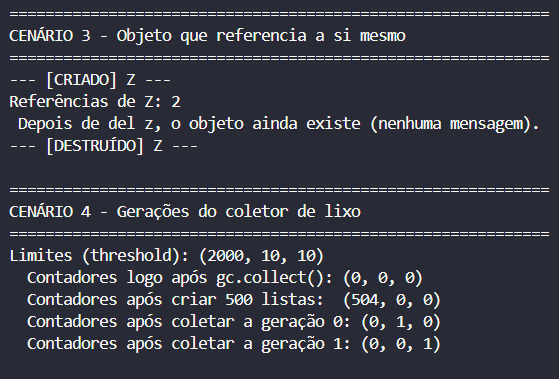 ============================================================
CENÁRIO 3 - Objeto que referencia a si mesmo
============================================================
--- [CRIADO] Z ---
Referências de Z: 2
 Depois de del z, o objeto ainda existe (nenhuma mensagem).
--- [DESTRUÍDO] Z ---

============================================================
CENÁRIO 4 - Gerações do coletor de lixo
============================================================
Limites (threshold): (2000, 10, 10)
  Contadores logo após gc.collect(): (0, 0, 0)
  Contadores após criar 500 listas:  (504, 0, 0)
  Contadores após coletar a geração 0: (0, 1, 0)
  Contadores após coletar a geração 1: (0, 0, 1)